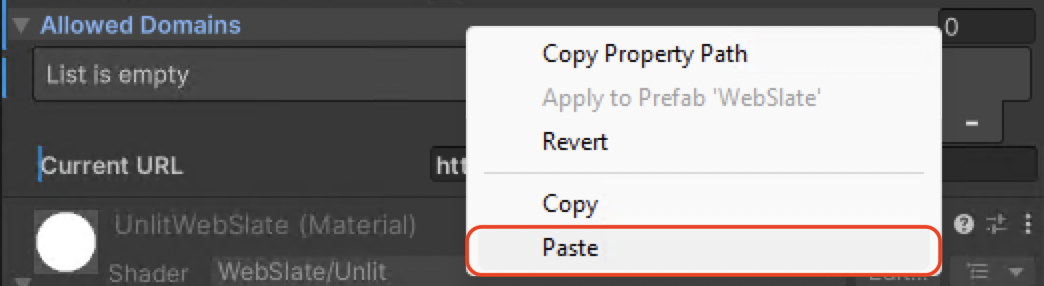 Allowed Domains
0
List is empty
Copy Property Path
Apply to Prefab 'WebSlate'
Revert
-
Current URL
htt
Copy
Paste
UnlitWebSlate (Material)
Shader
WebSlate/Unlit